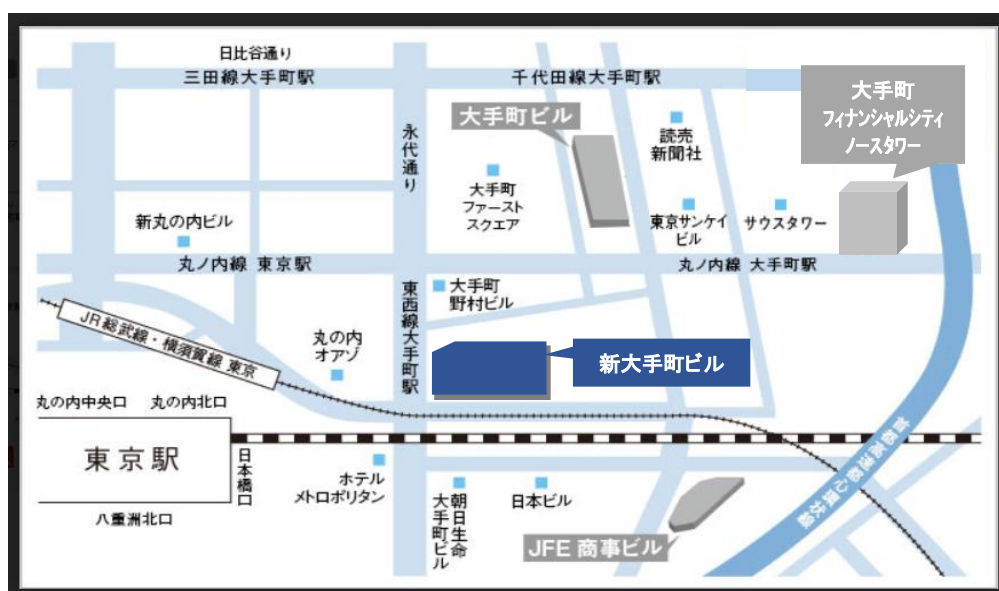 日比谷通り
三田線大手町駅
千代田線大手町駅
大手町
フィナンシャルシティ
ノースタワー
大手町ビル
読売
新聞社
永代通り
大手町
ファースト
スクエア
新丸の内ビル
東京サンケイ
ビル
サウスタワー
丸ノ内線 東京駅
丸ノ内線 大手町駅
東西線大手町駅
大手町
野村ビル
JR総武線・横須賀線 東京
丸の内
オアゾ
新大手町ビル
丸の内中央口
丸の内北口
首都高速都心環状線
東京駅
日本橋口
ホテル
メトロポリタン
朝日生命
大手町ビル
日本ビル
八重洲北口
JFE 商事ビル